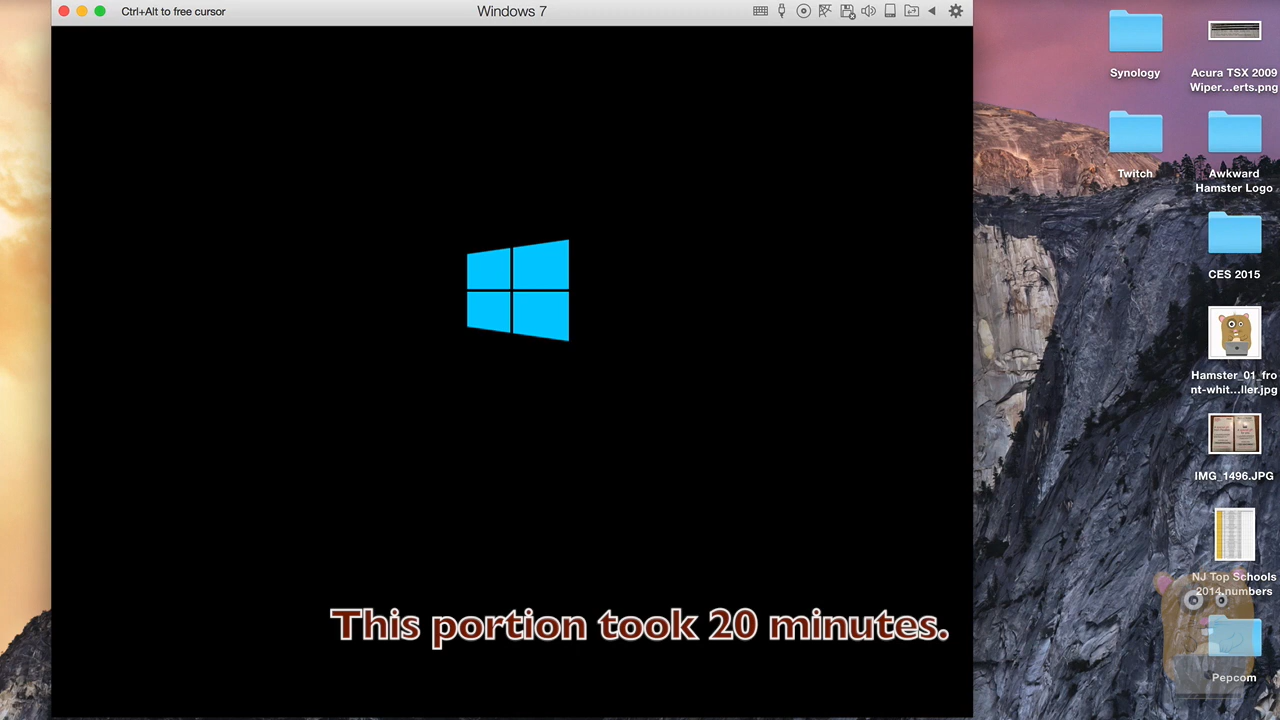 Ctrl+Alt to free cursor
Windows 7
Synology
Acura TSX 2009
Wiper...erts.png
Twitch
Awkward
Hamster Logo
CES 2015
Hamster_01_fro
nt-whit...ller.jpg
IMG_1496.JPG
NJ Top Schools
2014.numbers
Pepcom
This portion took 20 minutes.